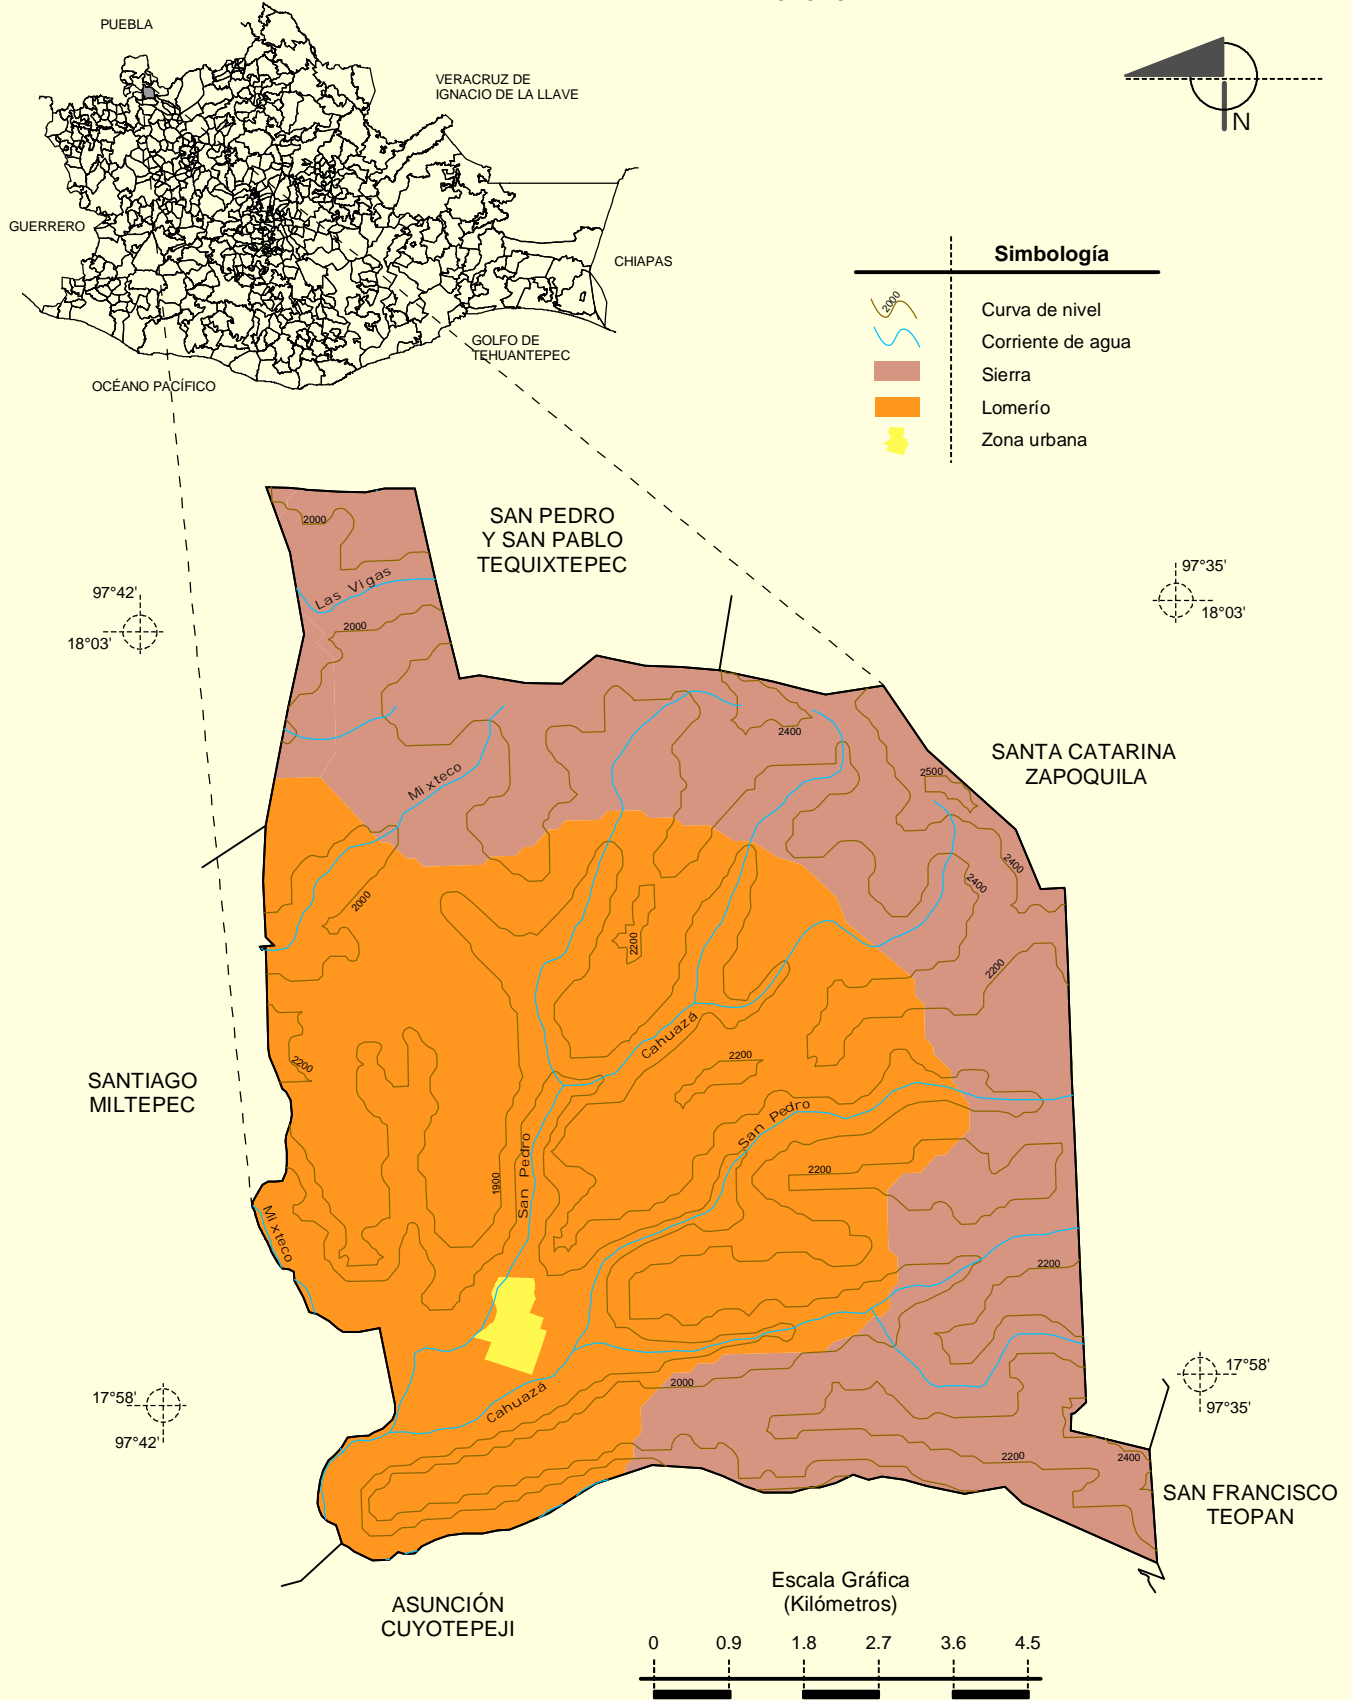 PUEBLA
VERACRUZ DE
IGNACIO DE LA LLAVE
GUERRERO
CHIAPAS
GOLFO DE
TEHUANTEPEC
OCÉANO PACÍFICO
N
Simbología
2000
Curva de nivel
Corriente de agua
Sierra
Lomerío
Zona urbana
SAN PEDRO
Y SAN PABLO
TEQUIXTEPEC
97°42'
18°03'
97°35'
18°03'
2000
Las Vigas
2000
2400
SANTA CATARINA
ZAPOQUILA
Mixteco
2500
2400
2400
2000
2200
2200
Cahuazá
2200
2200
SANTIAGO
MILTEPEC
San Pedro
San Pedro
1900
2200
Mixteco
2200
17°58'
97°42'
17°58'
97°35'
2000
Cahuazá
2200
2400
SAN FRANCISCO
TEOPAN
ASUNCIÓN
CUYOTEPEJI
Escala Gráfica
(Kilómetros)
0 0.9 1.8 2.7 3.6 4.5